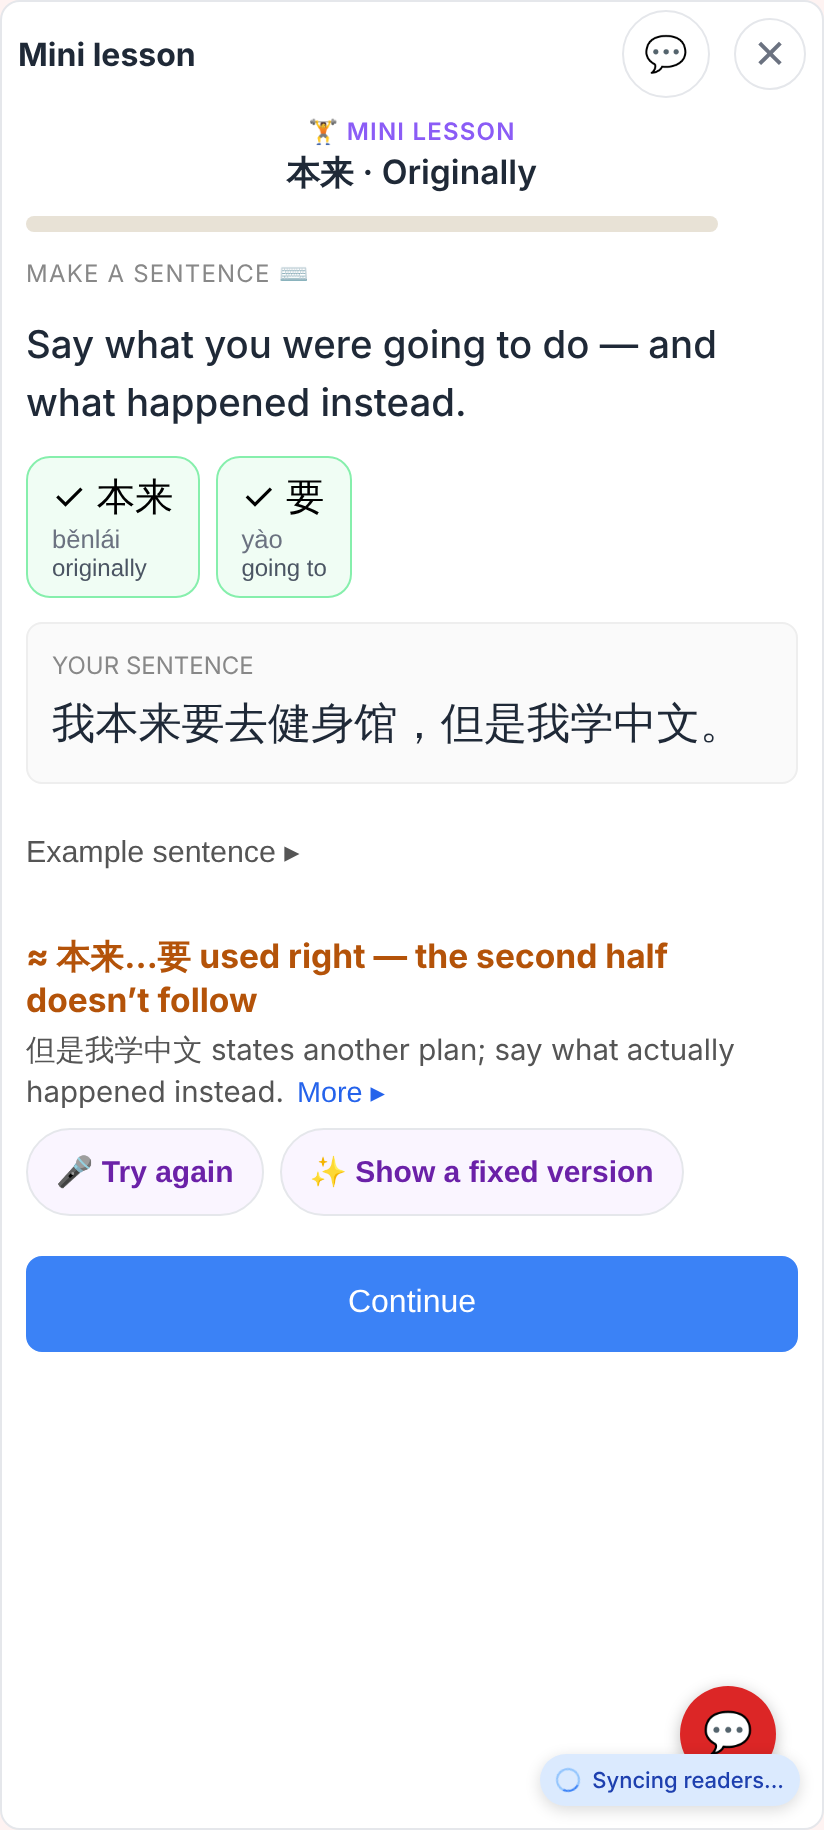 Mini lesson
MINI LESSON
本来 · Originally
MAKE A SENTENCE
Say what you were going to do — and
what happened instead.
✓ 本来
běnlái
originally
✓ 要
yào
going to
YOUR SENTENCE
我本来要去健身馆，但是我学中文。
Example sentence ▸
≈ 本来…要 used right — the second half
doesn’t follow
但是我学中文 states another plan; say what actually
happened instead. More ▸
Try again
Show a fixed version
Continue
Syncing readers...